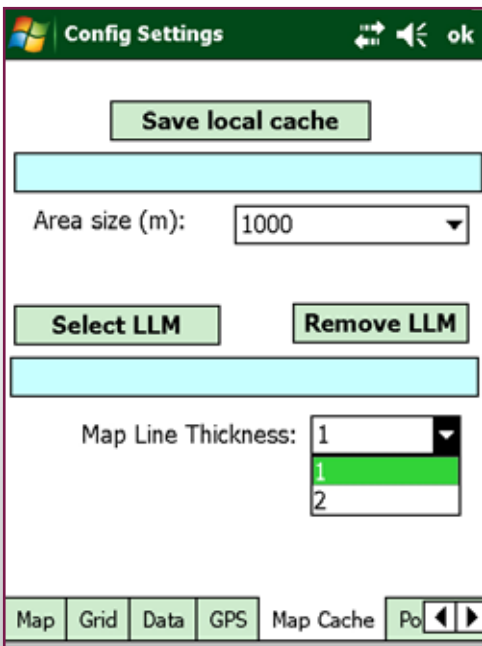 Config Settings ok
Save local cache
Area size (m): 1000
Select LLM Remove LLM
Map Line Thickness: 1
1
2
Map Grid Data GPS Map Cache Po